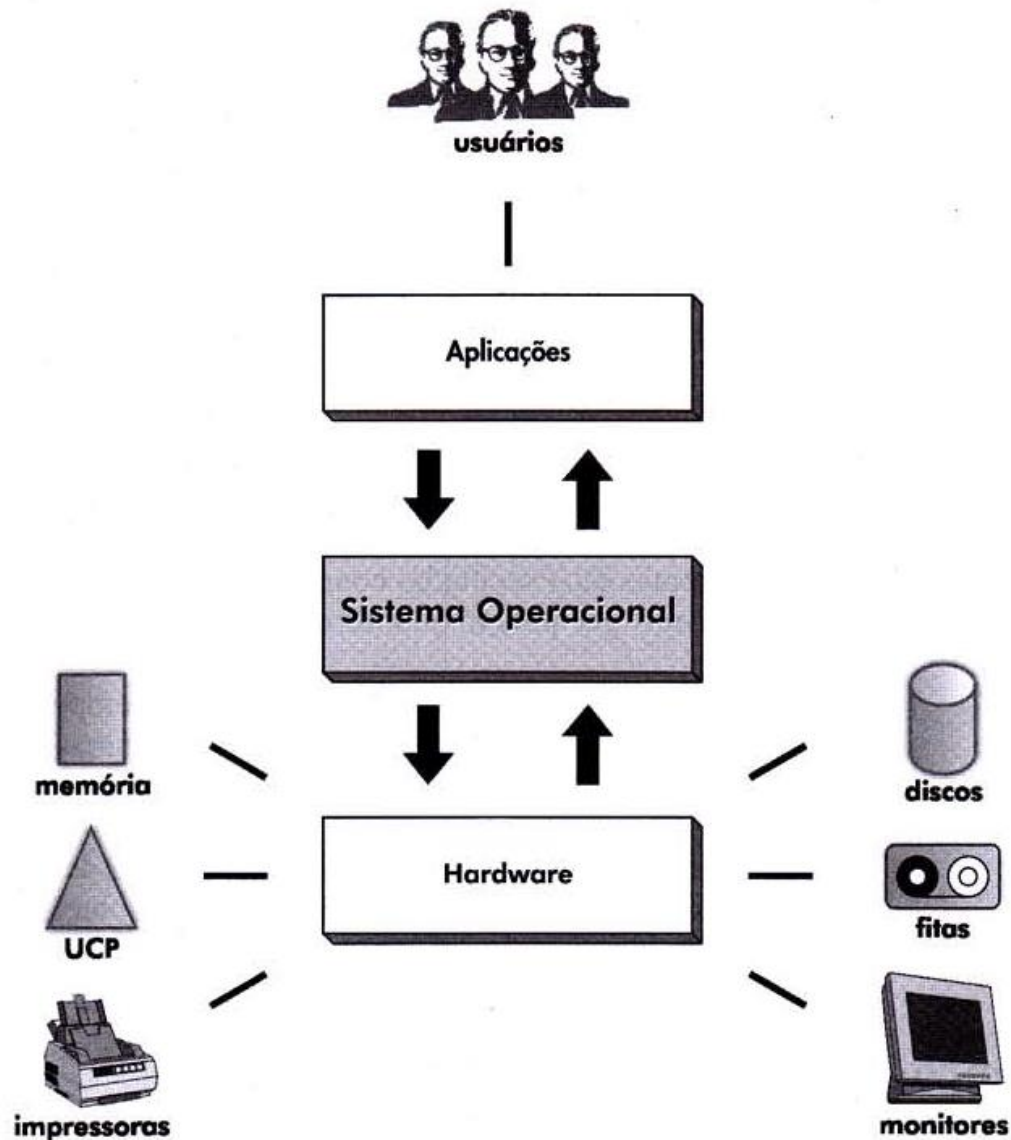 usuários
Aplicações
Sistema Operacional
memória
discos
Hardware
UCP
fitas
impressoras
monitores